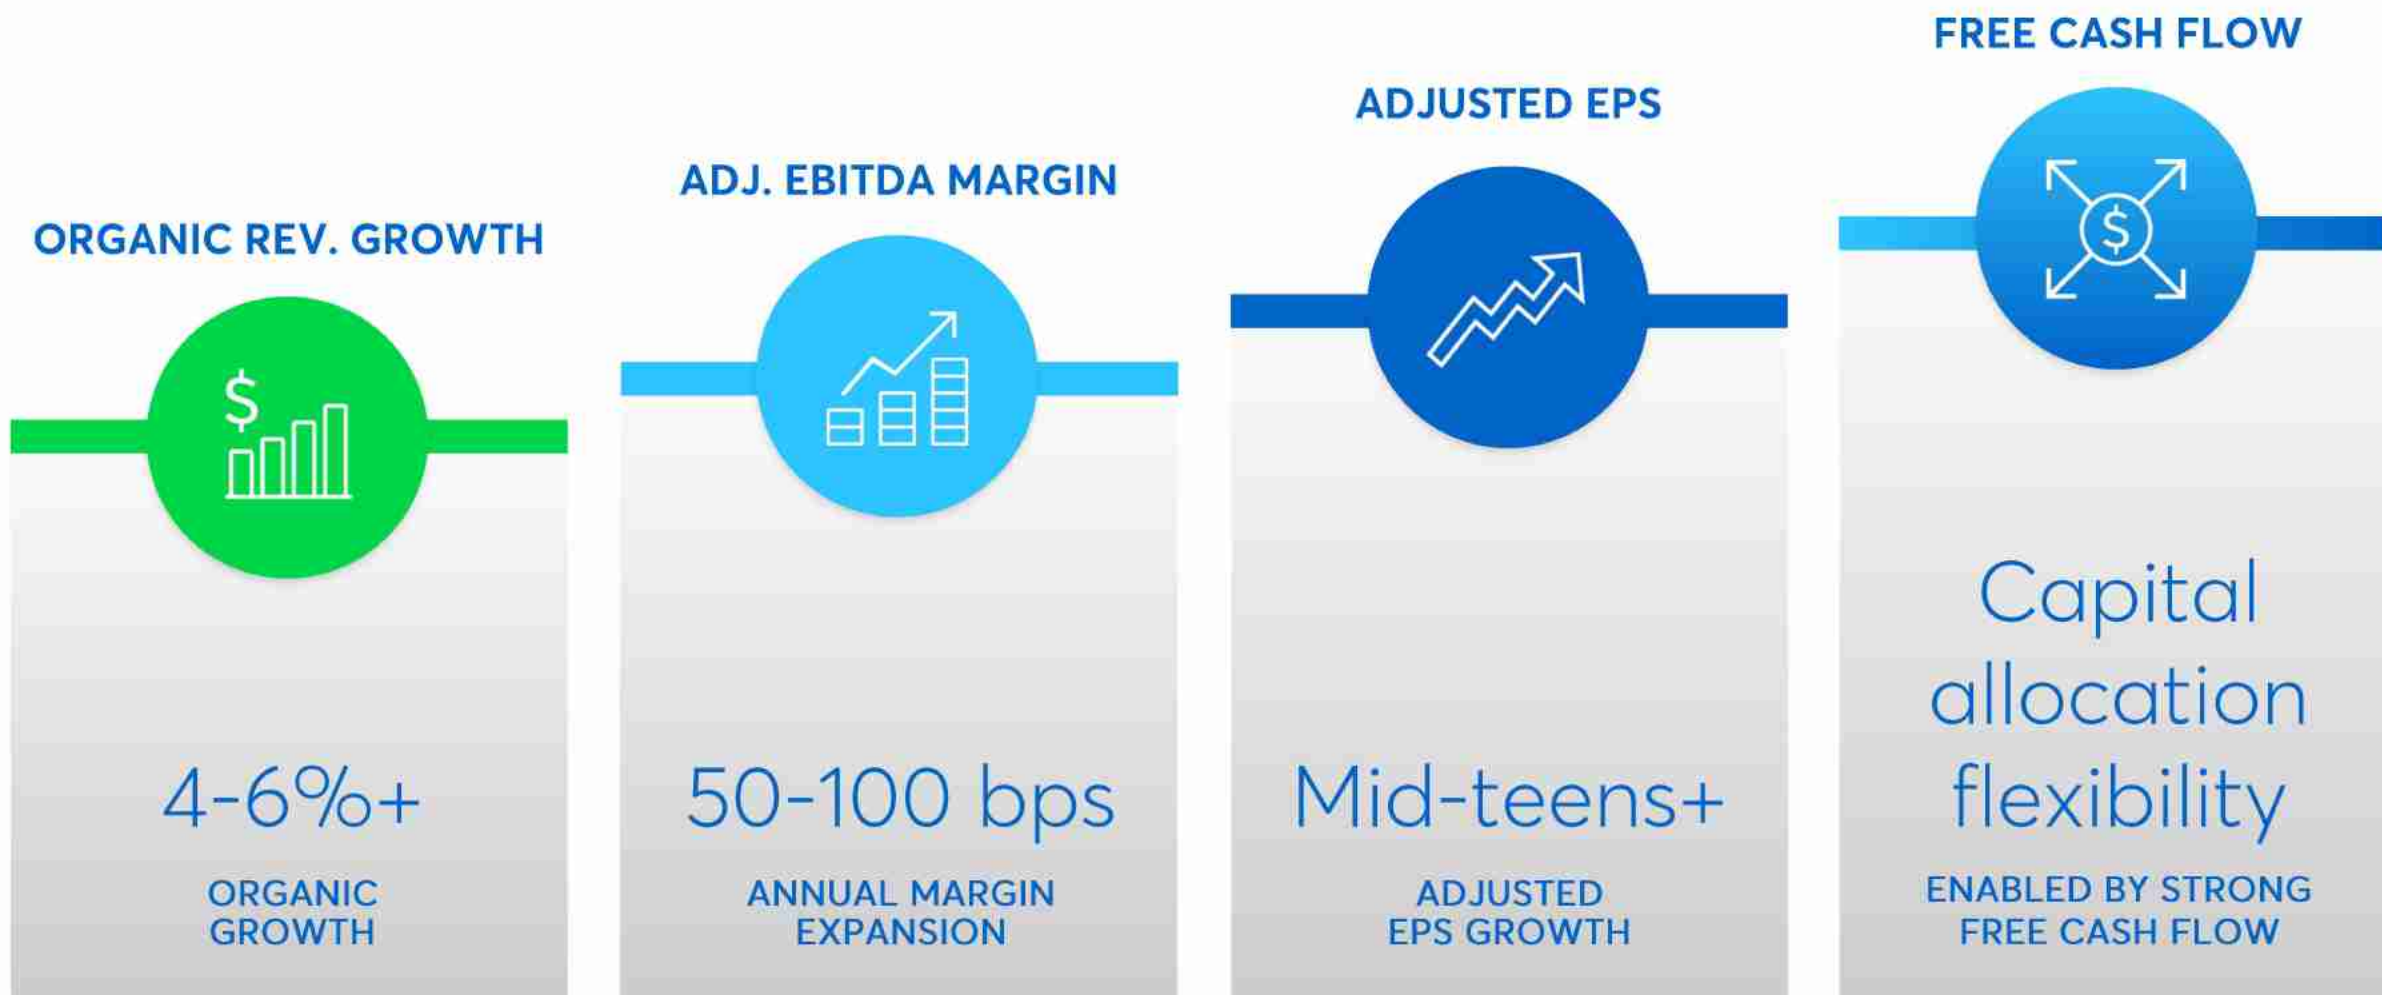 ORGANIC REV. GROWTH
$
4-6%+
ORGANIC
GROWTH
ADJ. EBITDA MARGIN
50-100 bps
ANNUAL MARGIN
EXPANSION
ADJUSTED EPS
Mid-teens+
ADJUSTED
EPS GROWTH
FREE CASH FLOW
$
Capital
allocation
flexibility
ENABLED BY STRONG
FREE CASH FLOW